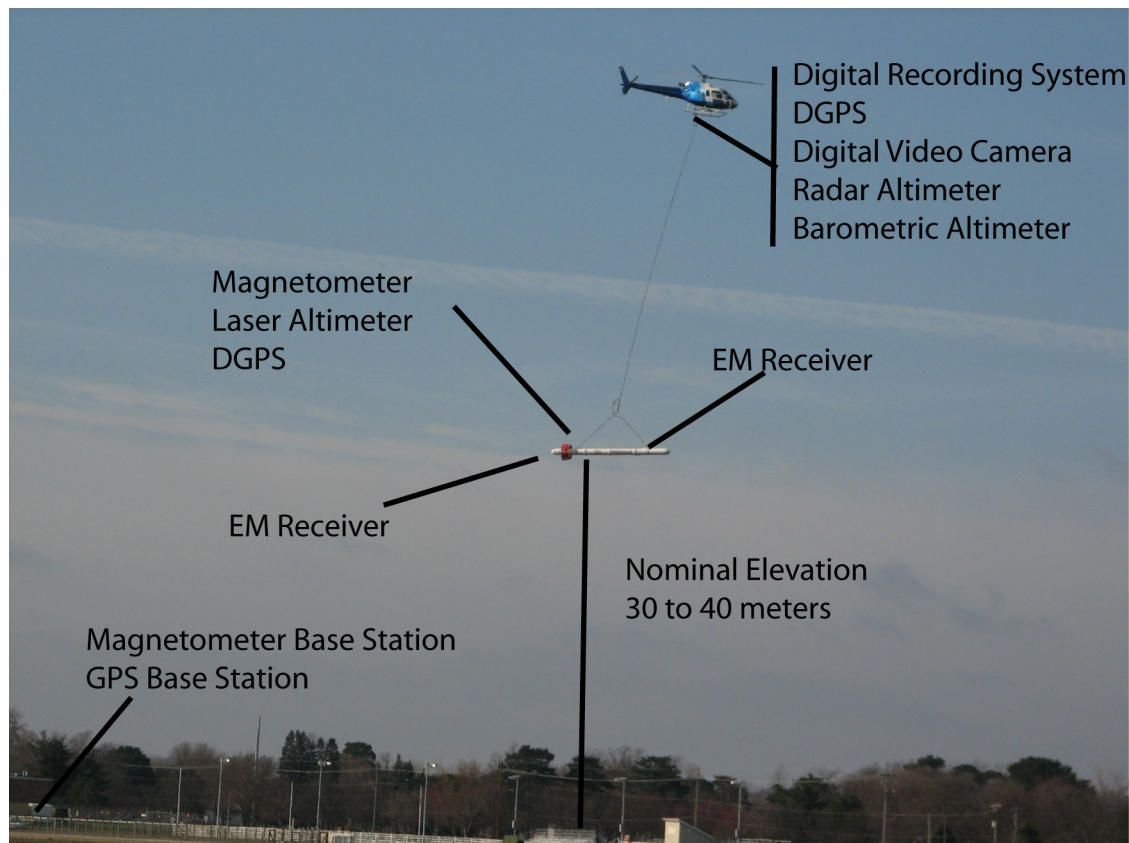 Digital Recording System
DGPS
Digital Video Camera
Radar Altimeter
Barometric Altimeter
Magnetometer
Laser Altimeter
DGPS
EM Receiver
EM Receiver
Nominal Elevation
30 to 40 meters
Magnetometer Base Station
GPS Base Station